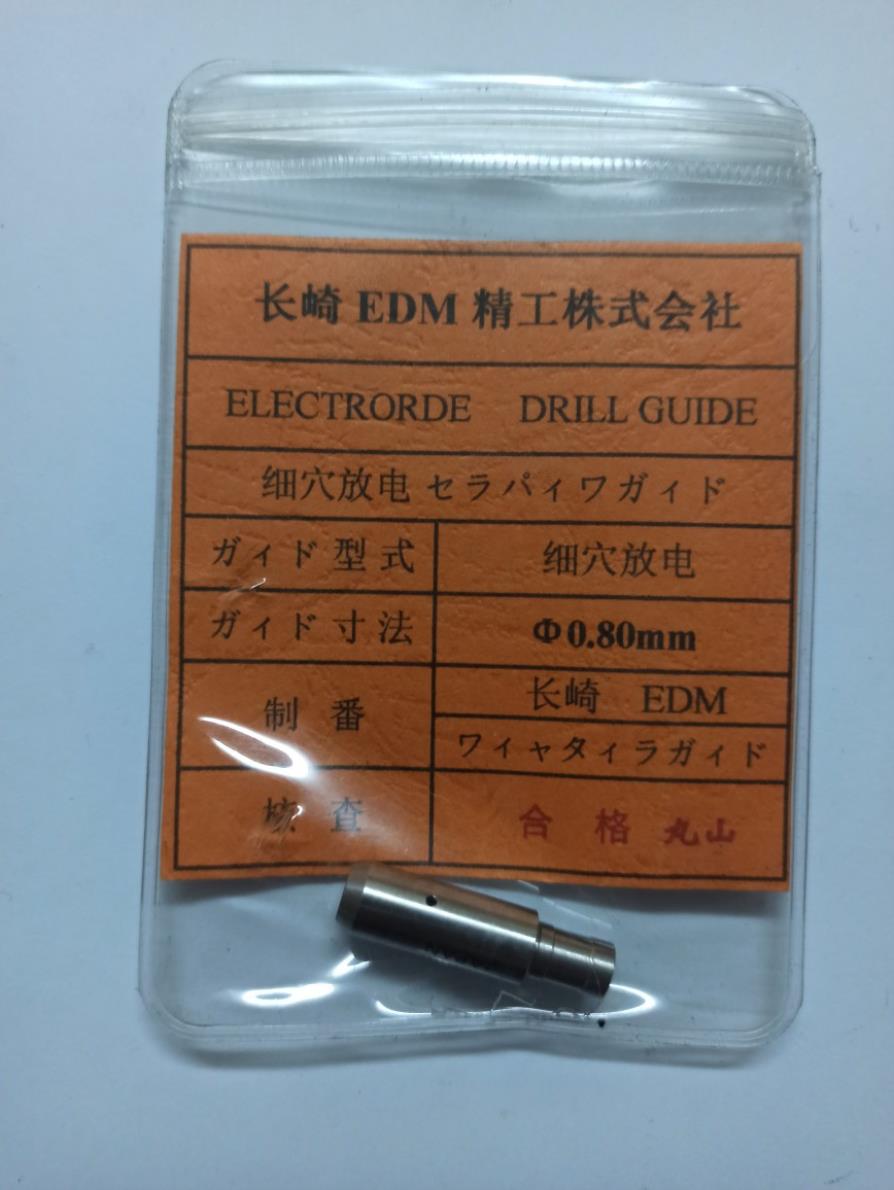 长崎 EDM 精工株式会社
ELECTRORDE DRILL GUIDE
细穴放电 セラパィワガィド
ガィド型式 细穴放电
ガィド寸法 Φ0.80mm
制番 长崎 EDM
ワィャタィラガィド
核查 合格 丸山